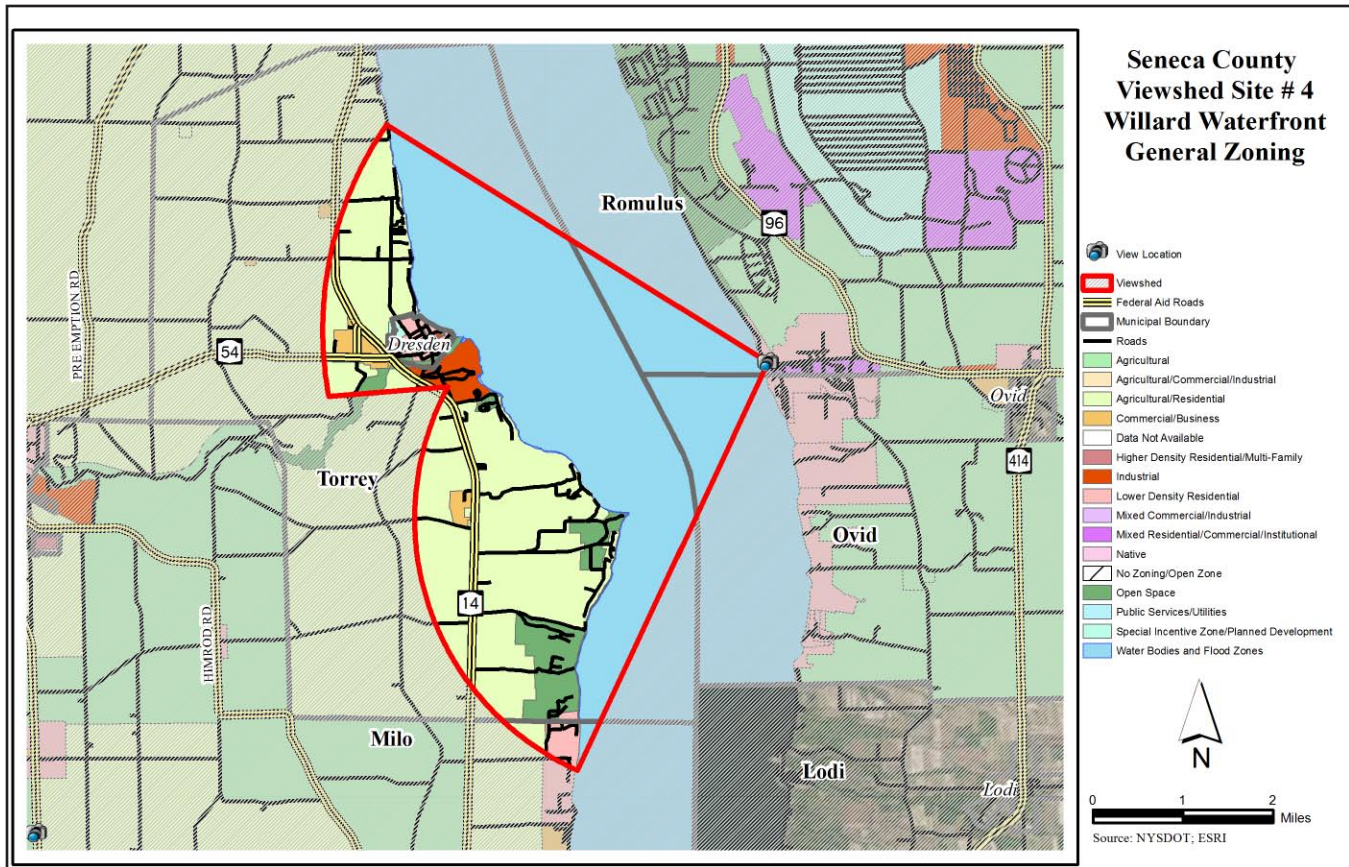 Seneca County
Viewshed Site # 4
Willard Waterfront
General Zoning
Romulus
96
PRE EMPTION RD
54
Dresden
Ovid
414
Torrey
Ovid
14
HIMROD RD
Milo
Lodi
Lodi
View Location
Viewshed
Federal Aid Roads
Municipal Boundary
Roads
Agricultural
Agricultural/Commercial/Industrial
Agricultural/Residential
Commercial/Business
Data Not Available
Higher Density Residential/Multi-Family
Industrial
Lower Density Residential
Mixed Commercial/Industrial
Mixed Residential/Commercial/Institutional
Native
No Zoning/Open Zone
Open Space
Public Services/Utilities
Special Incentive Zone/Planned Development
Water Bodies and Flood Zones
N
0 1 2
Miles
Source: NYSDOT; ESRI